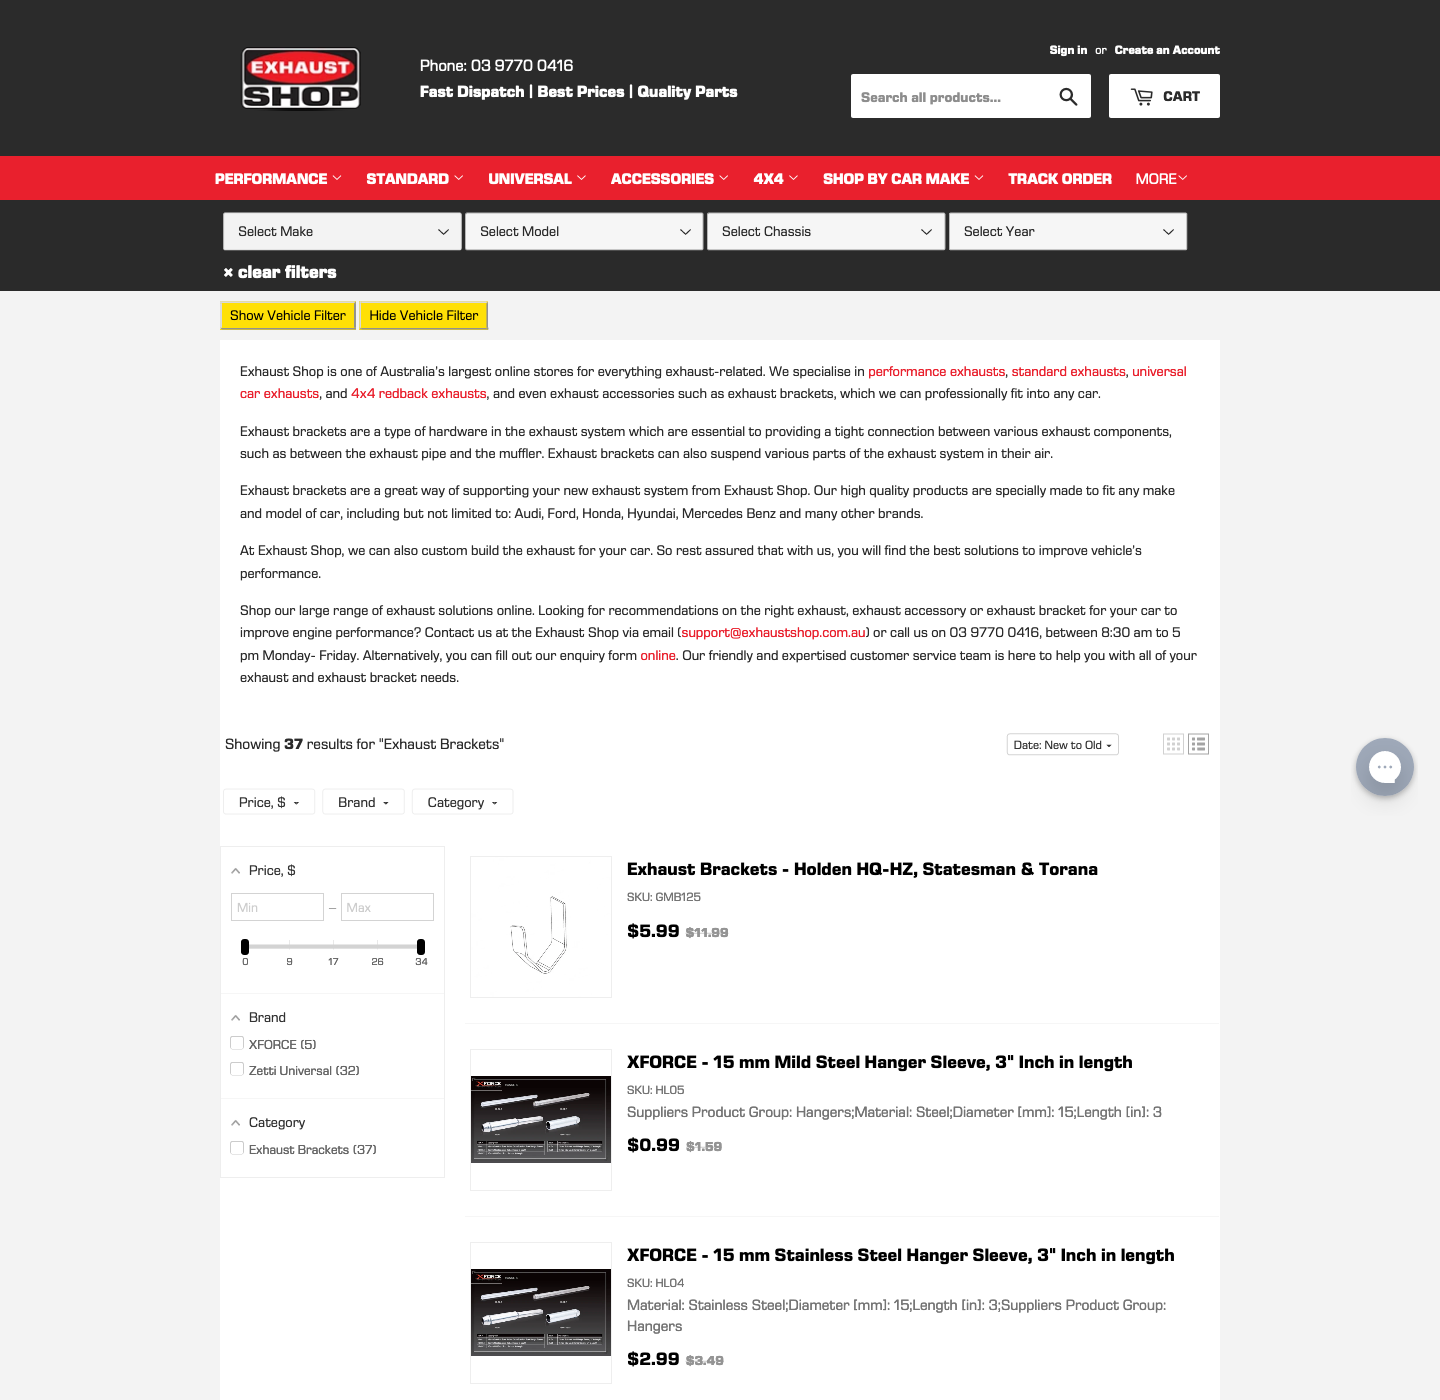 EXHAUST
SHOP
Phone: 03 9770 0416
Fast Dispatch | Best Prices | Quality Parts
Sign in or Create an Account
Search all products...
CART
PERFORMANCE STANDARD UNIVERSAL ACCESSORIES 4X4 SHOP BY CAR MAKE TRACK ORDER MORE
Select Make Select Model Select Chassis Select Year
× clear filters
Show Vehicle Filter Hide Vehicle Filter
Exhaust Shop is one of Australia's largest online stores for everything exhaust-related. We specialise in performance exhausts, standard exhausts, universal
car exhausts, and 4x4 redback exhausts, and even exhaust accessories such as exhaust brackets, which we can professionally fit into any car.
Exhaust brackets are a type of hardware in the exhaust system which are essential to providing a tight connection between various exhaust components,
such as between the exhaust pipe and the muffler. Exhaust brackets can also suspend various parts of the exhaust system in their air.
Exhaust brackets are a great way of supporting your new exhaust system from Exhaust Shop. Our high quality products are specially made to fit any make
and model of car, including but not limited to: Audi, Ford, Honda, Hyundai, Mercedes Benz and many other brands.
At Exhaust Shop, we can also custom build the exhaust for your car. So rest assured that with us, you will find the best solutions to improve vehicle's
performance.
Shop our large range of exhaust solutions online. Looking for recommendations on the right exhaust, exhaust accessory or exhaust bracket for your car to
improve engine performance? Contact us at the Exhaust Shop via email (support@exhaustshop.com.au) or call us on 03 9770 0416, between 8:30 am to 5
pm Monday- Friday. Alternatively, you can fill out our enquiry form online. Our friendly and expertised customer service team is here to help you with all of your
exhaust and exhaust bracket needs.
Showing 37 results for "Exhaust Brackets"
Date: New to Old
Price, $ Brand Category
Price, $
Min – Max
0 9 17 26 34
Brand
XFORCE (5)
Zetti Universal (32)
Category
Exhaust Brackets (37)
Exhaust Brackets - Holden HQ-HZ, Statesman & Torana
SKU: GMB125
$5.99 $11.99
XFORCE
XFORCE - 15 mm Mild Steel Hanger Sleeve, 3" Inch in length
SKU: HL05
Suppliers Product Group: Hangers;Material: Steel;Diameter [mm]: 15;Length [in]: 3
$0.99 $1.59
XFORCE
XFORCE - 15 mm Stainless Steel Hanger Sleeve, 3" Inch in length
SKU: HL04
Material: Stainless Steel;Diameter [mm]: 15;Length [in]: 3;Suppliers Product Group:
Hangers
$2.99 $3.49